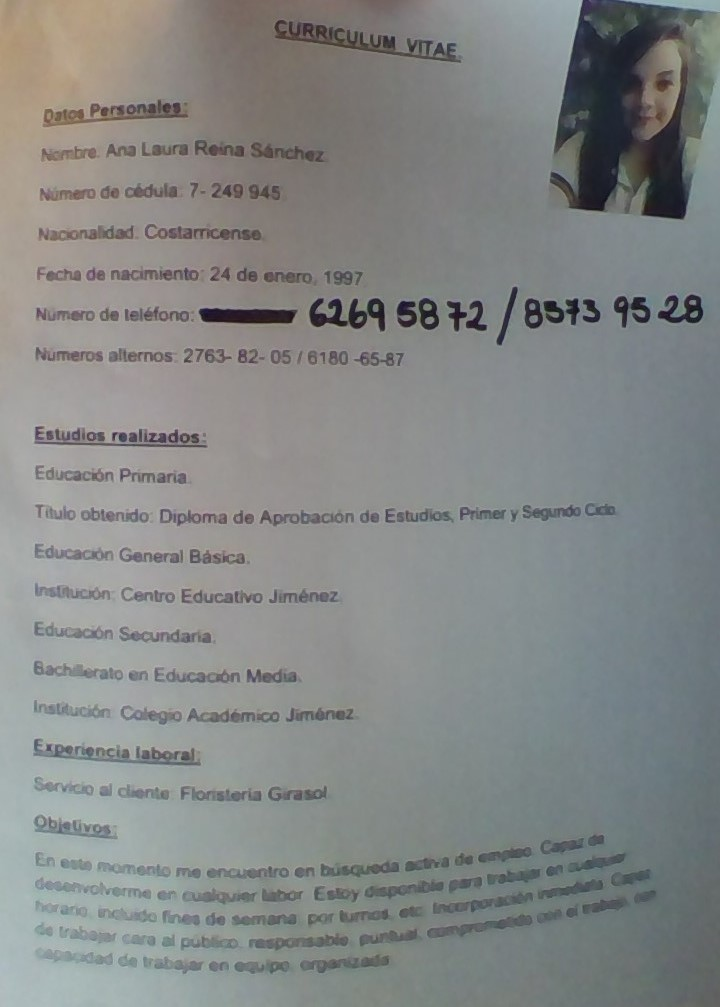 CURRICULUM VITAE.
Datos Personales:
Nombre: Ana Laura Reina Sánchez.
Número de cédula: 7- 249 945
Nacionalidad: Costarricense.
Fecha de nacimiento: 24 de enero, 1997
Número de teléfono: 6269 58 72 / 8573 95 28
Números alternos: 2763- 82- 05 / 6180 -65-87
Estudios realizados:
Educación Primaria.
Título obtenido: Diploma de Aprobación de Estudios, Primer y Segundo Ciclo.
Educación General Básica.
Institución: Centro Educativo Jiménez.
Educación Secundaria.
Bachillerato en Educación Media.
Institución: Colegio Académico Jiménez.
Experiencia laboral:
Servicio al cliente: Floristería Girasol.
Objetivos:
En este momento me encuentro en búsqueda activa de empleo. Capaz de
desenvolverme en cualquier labor. Estoy disponible para trabajar en cualquier
horario, incluido fines de semana, por turnos, etc. Incorporación inmediata. Capaz
de trabajar cara al público, responsable, puntual, comprometido con el trabajo, con
capacidad de trabajar en equipo, organizada.